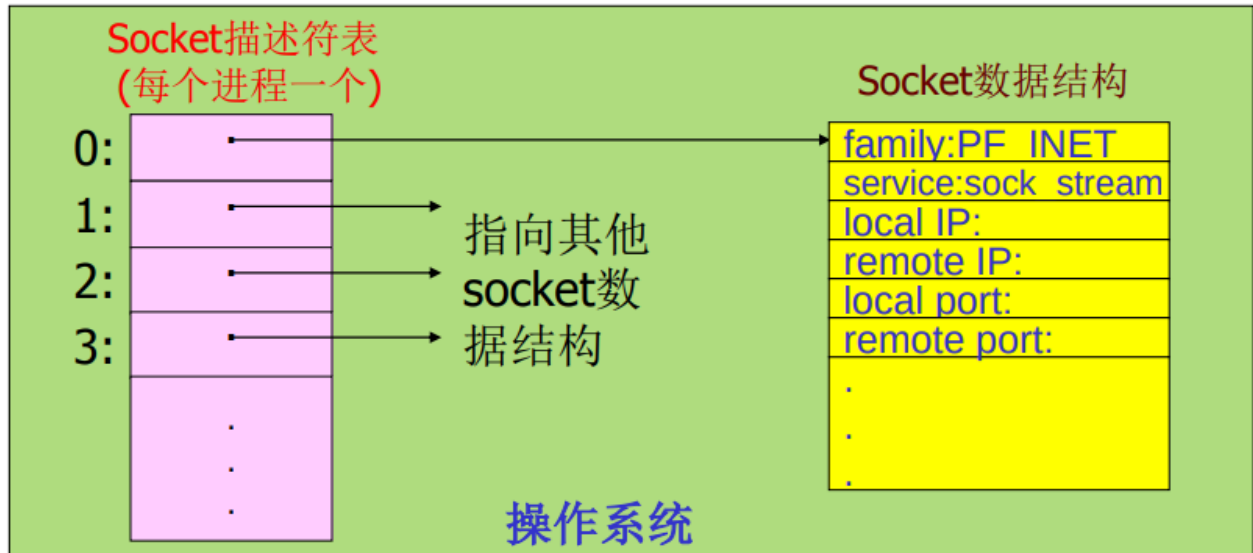 Socket描述符表
(每个进程一个)
0:
1:
2:
3:
.
.
.
指向其他
socket数
据结构
Socket数据结构
family:PF_INET
service:sock_stream
local IP:
remote IP:
local port:
remote port:
.
.
.
操作系统